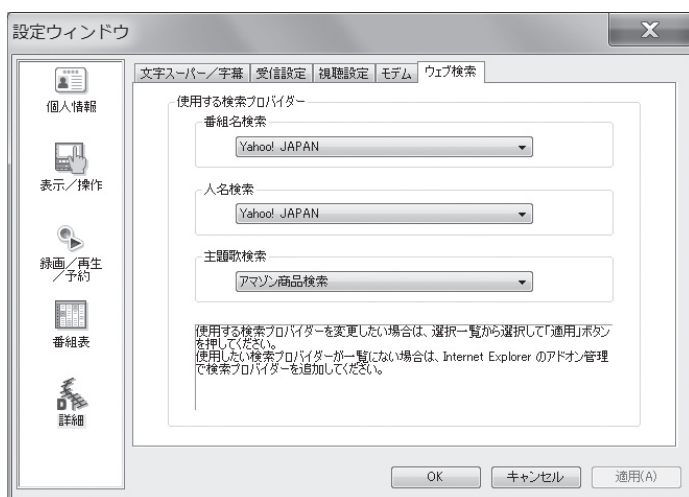 設定ウィンドウ
個人情報
表示／操作
録画／再生
／予約
番組表
詳細
文字スーパー／字幕 受信設定 視聴設定 モデム ウェブ検索
使用する検索プロバイダー
番組名検索
Yahoo! JAPAN
人名検索
Yahoo! JAPAN
主題歌検索
アマゾン商品検索
使用する検索プロバイダーを変更したい場合は、選択一覧から選択して「適用」ボタン
を押してください。
使用したい検索プロバイダーが一覧にない場合は、Internet Explorer のアドオン管理
で検索プロバイダーを追加してください。
OK キャンセル 適用(A)